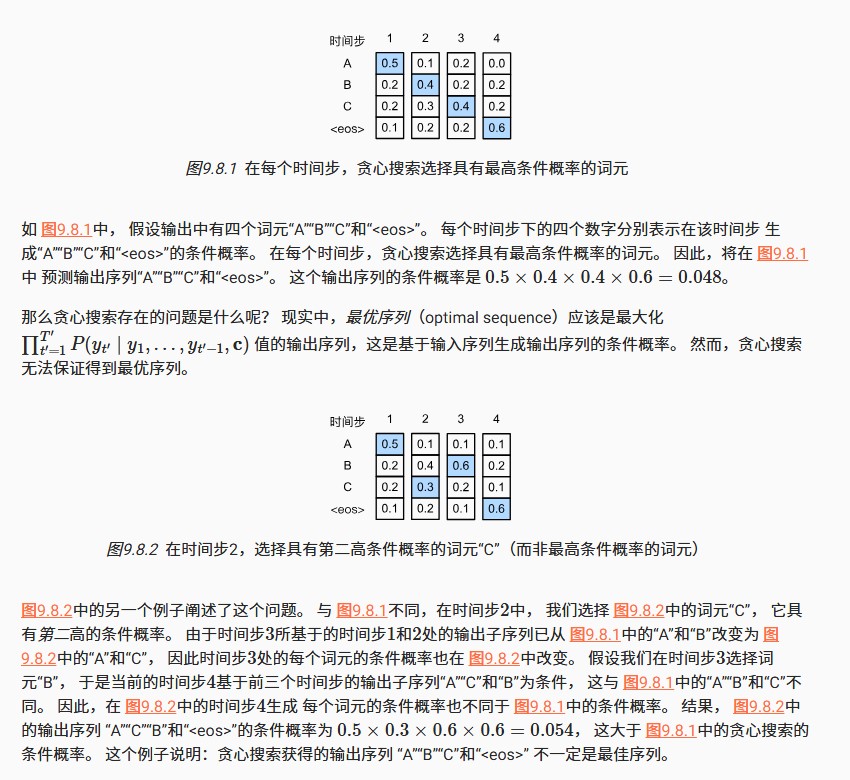 时间步 1 2 3 4
A 0.5 0.1 0.2 0.0
B 0.2 0.4 0.2 0.2
C 0.2 0.3 0.4 0.2
<eos> 0.1 0.2 0.2 0.6
图9.8.1 在每个时间步，贪心搜索选择具有最高条件概率的词元
如 图9.8.1中， 假设输出中有四个词元“A”“B”“C”和“<eos>”。 每个时间步下的四个数字分别表示在该时间步 生
成“A”“B”“C”和“<eos>”的条件概率。 在每个时间步，贪心搜索选择具有最高条件概率的词元。 因此，将在 图9.8.1
中 预测输出序列“A”“B”“C”和“<eos>”。 这个输出序列的条件概率是 0.5 × 0.4 × 0.4 × 0.6 = 0.048。
那么贪心搜索存在的问题是什么呢？ 现实中，最优序列（optimal sequence）应该是最大化
∏_{t′=1}^{T′} P(y_{t′} ∣ y_1, …, y_{t′−1}, c) 值的输出序列，这是基于输入序列生成输出序列的条件概率。 然而，贪心搜索
无法保证得到最优序列。
时间步 1 2 3 4
A 0.5 0.1 0.1 0.1
B 0.2 0.4 0.6 0.2
C 0.2 0.3 0.2 0.1
<eos> 0.1 0.2 0.1 0.6
图9.8.2 在时间步2，选择具有第二高条件概率的词元“C”（而非最高条件概率的词元）
图9.8.2中的另一个例子阐述了这个问题。 与 图9.8.1不同，在时间步2中， 我们选择 图9.8.2中的词元“C”， 它具
有第二高的条件概率。 由于时间步3所基于的时间步1和2处的输出子序列已从 图9.8.1中的“A”和“B”改变为 图
9.8.2中的“A”和“C”， 因此时间步3处的每个词元的条件概率也在 图9.8.2中改变。 假设我们在时间步3选择词
元“B”， 于是当前的时间步4基于前三个时间步的输出子序列“A”“C”和“B”为条件， 这与 图9.8.1中的“A”“B”和“C”不
同。 因此，在 图9.8.2中的时间步4生成 每个词元的条件概率也不同于 图9.8.1中的条件概率。 结果， 图9.8.2中
的输出序列 “A”“C”“B”和“<eos>”的条件概率为 0.5 × 0.3 × 0.6 × 0.6 = 0.054， 这大于 图9.8.1中的贪心搜索的
条件概率。 这个例子说明：贪心搜索获得的输出序列 “A”“B”“C”和“<eos>” 不一定是最佳序列。